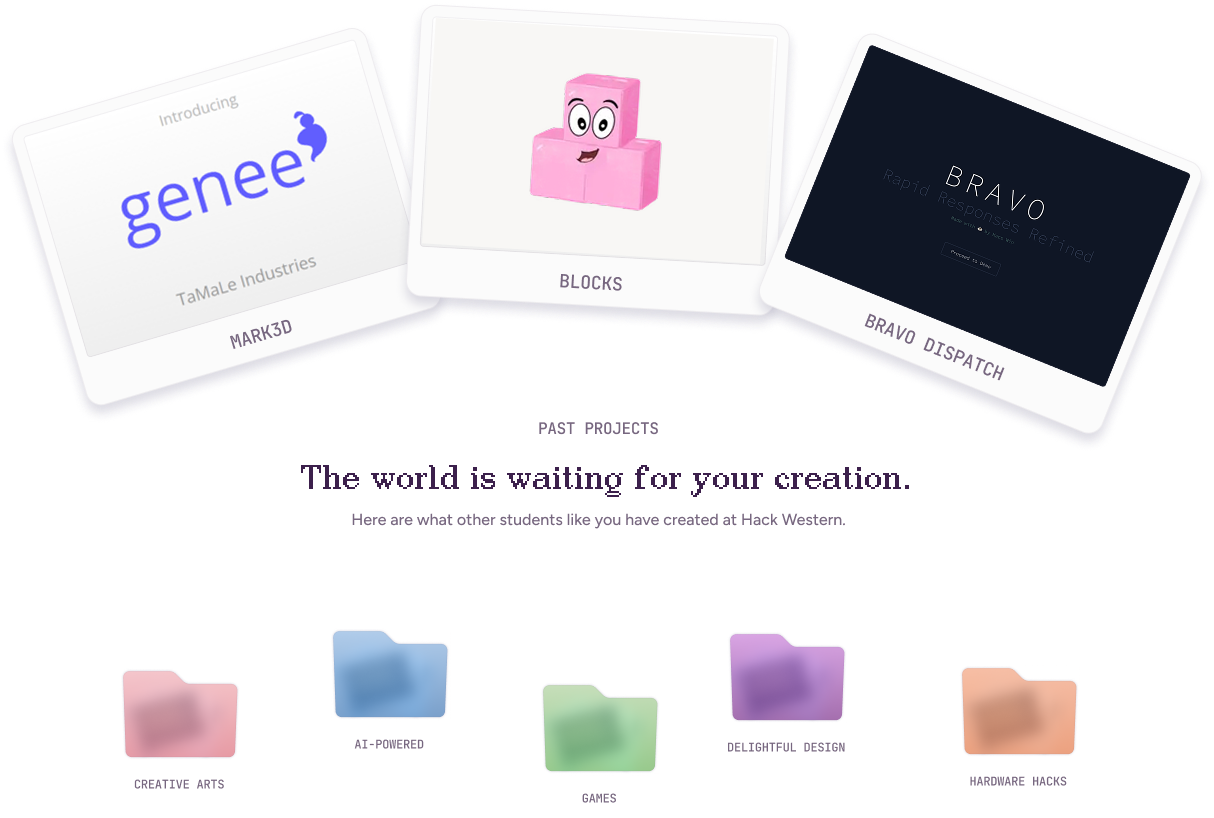 Introducing
genee
TaMaLe Industries
MARK3D
BLOCKS
BRAVO
Rapid Responses Refined
Proceed to Demo
BRAVO DISPATCH
PAST PROJECTS
The world is waiting for your creation.
Here are what other students like you have created at Hack Western.
CREATIVE ARTS
AI-POWERED
GAMES
DELIGHTFUL DESIGN
HARDWARE HACKS